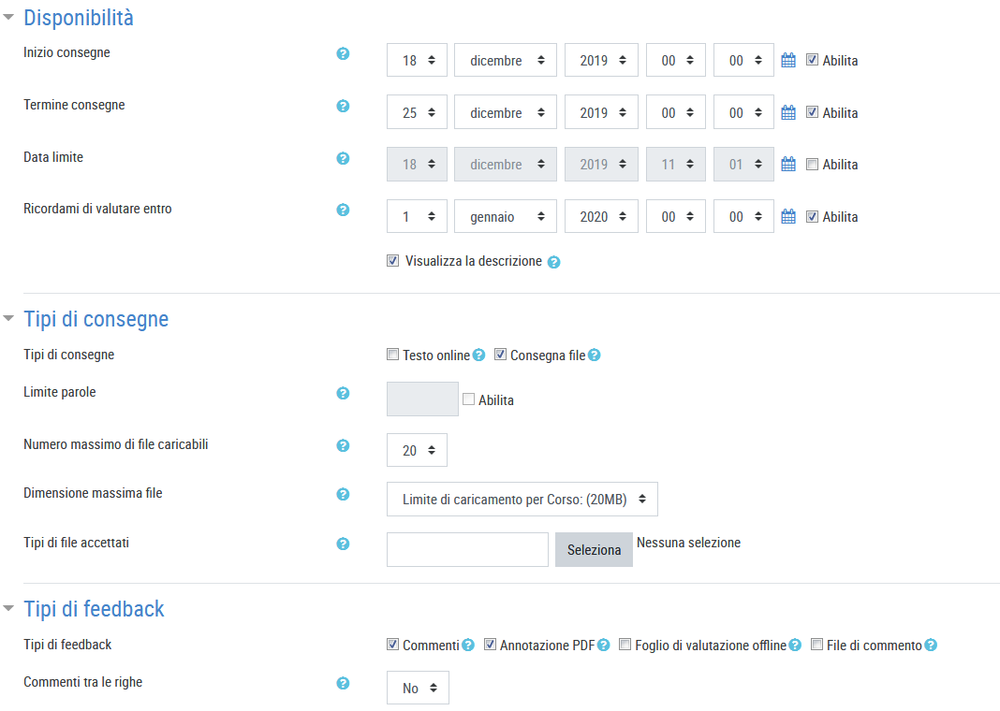 Disponibilità
Inizio consegne ? 18 dicembre 2019 00 00 Abilita
Termine consegne ? 25 dicembre 2019 00 00 Abilita
Data limite ? 18 dicembre 2019 11 01 Abilita
Ricordami di valutare entro ? 1 gennaio 2020 00 00 Abilita
Visualizza la descrizione ?
Tipi di consegne
Tipi di consegne Testo online ? Consegna file ?
Limite parole ? Abilita
Numero massimo di file caricabili ? 20
Dimensione massima file ? Limite di caricamento per Corso: (20MB)
Tipi di file accettati ? Seleziona Nessuna selezione
Tipi di feedback
Tipi di feedback Commenti ? Annotazione PDF ? Foglio di valutazione offline ? File di commento ?
Commenti tra le righe ? No